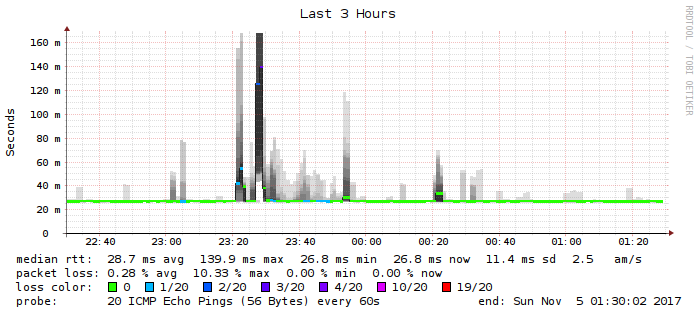 Last 3 Hours
RRDTOOL / TOBI OETIKER
Seconds
160 m
140 m
120 m
100 m
80 m
60 m
40 m
20 m
0
22:40 23:00 23:20 23:40 00:00 00:20 00:40 01:00 01:20
median rtt: 28.7 ms avg 139.9 ms max 26.8 ms min 26.8 ms now 11.4 ms sd 2.5 am/s
packet loss: 0.28 % avg 10.33 % max 0.00 % min 0.00 % now
loss color: 0 1/20 2/20 3/20 4/20 10/20 19/20
probe: 20 ICMP Echo Pings (56 Bytes) every 60s end: Sun Nov 5 01:30:02 2017